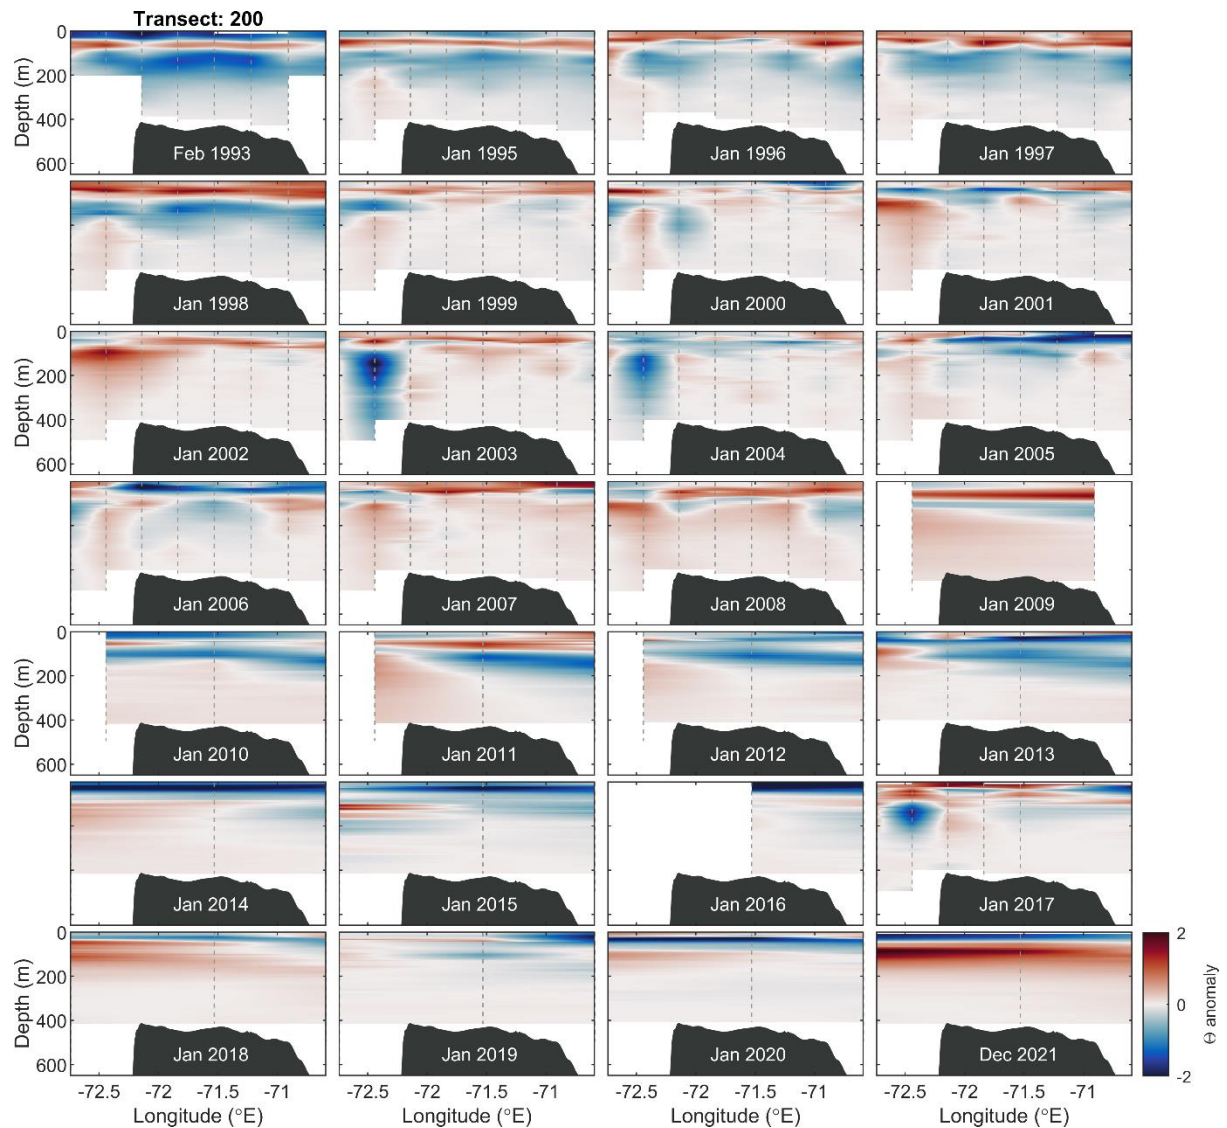 Transect: 200
0
200
400
600
Depth (m)
Feb 1993
Jan 1995
Jan 1996
Jan 1997
Jan 1998
Jan 1999
Jan 2000
Jan 2001
0
200
400
600
Depth (m)
Jan 2002
Jan 2003
Jan 2004
Jan 2005
Jan 2006
Jan 2007
Jan 2008
Jan 2009
0
200
400
600
Depth (m)
Jan 2010
Jan 2011
Jan 2012
Jan 2013
Jan 2014
Jan 2015
Jan 2016
Jan 2017
0
200
400
600
Depth (m)
Jan 2018
Jan 2019
Jan 2020
Dec 2021
2
0
-2
Θ anomaly
-72.5 -72 -71.5 -71
-72.5 -72 -71.5 -71
-72.5 -72 -71.5 -71
-72.5 -72 -71.5 -71
Longitude (°E)
Longitude (°E)
Longitude (°E)
Longitude (°E)